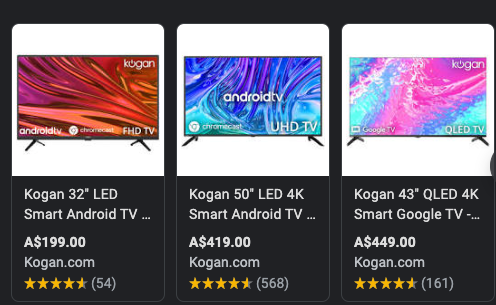 kogan
androidtv
chromecast
FHD TV
Kogan 32" LED
Smart Android TV ...
A$199.00
Kogan.com
(54)
androidtv
chromecast
UHD TV
Kogan 50" LED 4K
Smart Android TV ...
A$419.00
Kogan.com
(568)
kogan
Google TV
QLED TV
Kogan 43" QLED 4K
Smart Google TV -...
A$449.00
Kogan.com
(161)